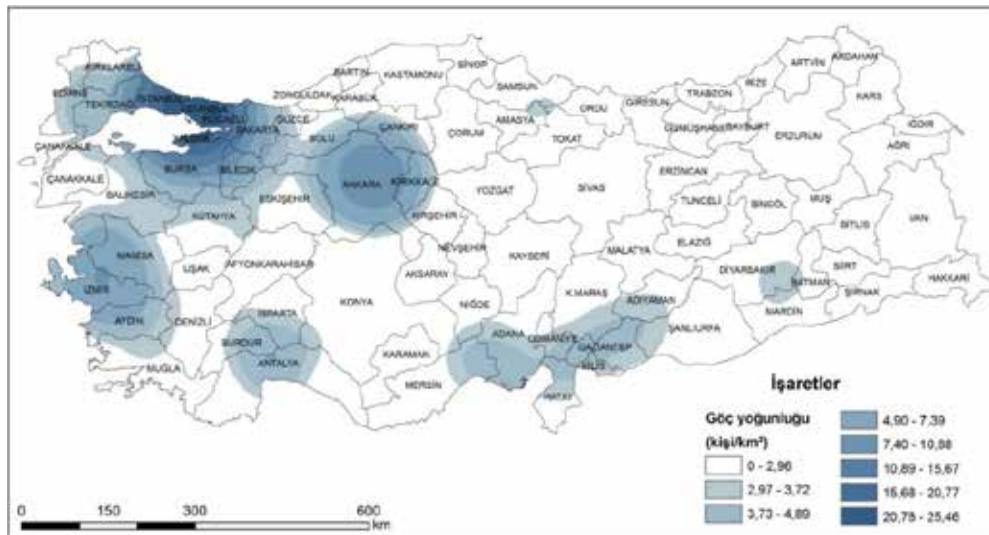 KIRKLARELİ
EDİRNE
TEKİRDAĞ
İSTANBUL
KOCAELİ
YALOVA
SAKARYA
DÜZCE
ZONGULDAK
BARTIN
KARABÜK
KASTAMONU
SİNOP
SAMSUN
ORDU
GİRESUN
TRABZON
RİZE
ARTVİN
ARDAHAN
KARS
IĞDIR
AĞRI
ÇANAKKALE
ÇANAKKALE
BURSA
BİLECİK
BOLU
ÇANKIRI
ÇORUM
AMASYA
TOKAT
GÜMÜŞHANE
BAYBURT
ERZURUM
BALIKESİR
ESKİŞEHİR
ANKARA
KIRIKKALE
YOZGAT
SİVAS
ERZİNCAN
TUNCELİ
BİNGÖL
MUŞ
BİTLİS
VAN
KÜTAHYA
KIRŞEHİR
MANİSA
UŞAK
AFYONKARAHİSAR
NEVŞEHİR
KAYSERİ
MALATYA
ELAZIĞ
DİYARBAKIR
BATMAN
SİİRT
ŞIRNAK
HAKKARİ
İZMİR
AKSARAY
KONYA
NİĞDE
K.MARAŞ
ADIYAMAN
MARDİN
AYDIN
DENİZLİ
ISPARTA
BURDUR
ADANA
OSMANİYE
GAZİANTEP
ŞANLIURFA
MUĞLA
ANTALYA
KARAMAN
MERSİN
KİLİS
HATAY
İşaretler
Göç yoğunluğu
(kişi/km²)
0 - 2,96
2,97 - 3,72
3,73 - 4,89
4,90 - 7,39
7,40 - 10,88
10,89 - 15,67
15,68 - 20,77
20,78 - 25,46
0 150 300 600
km